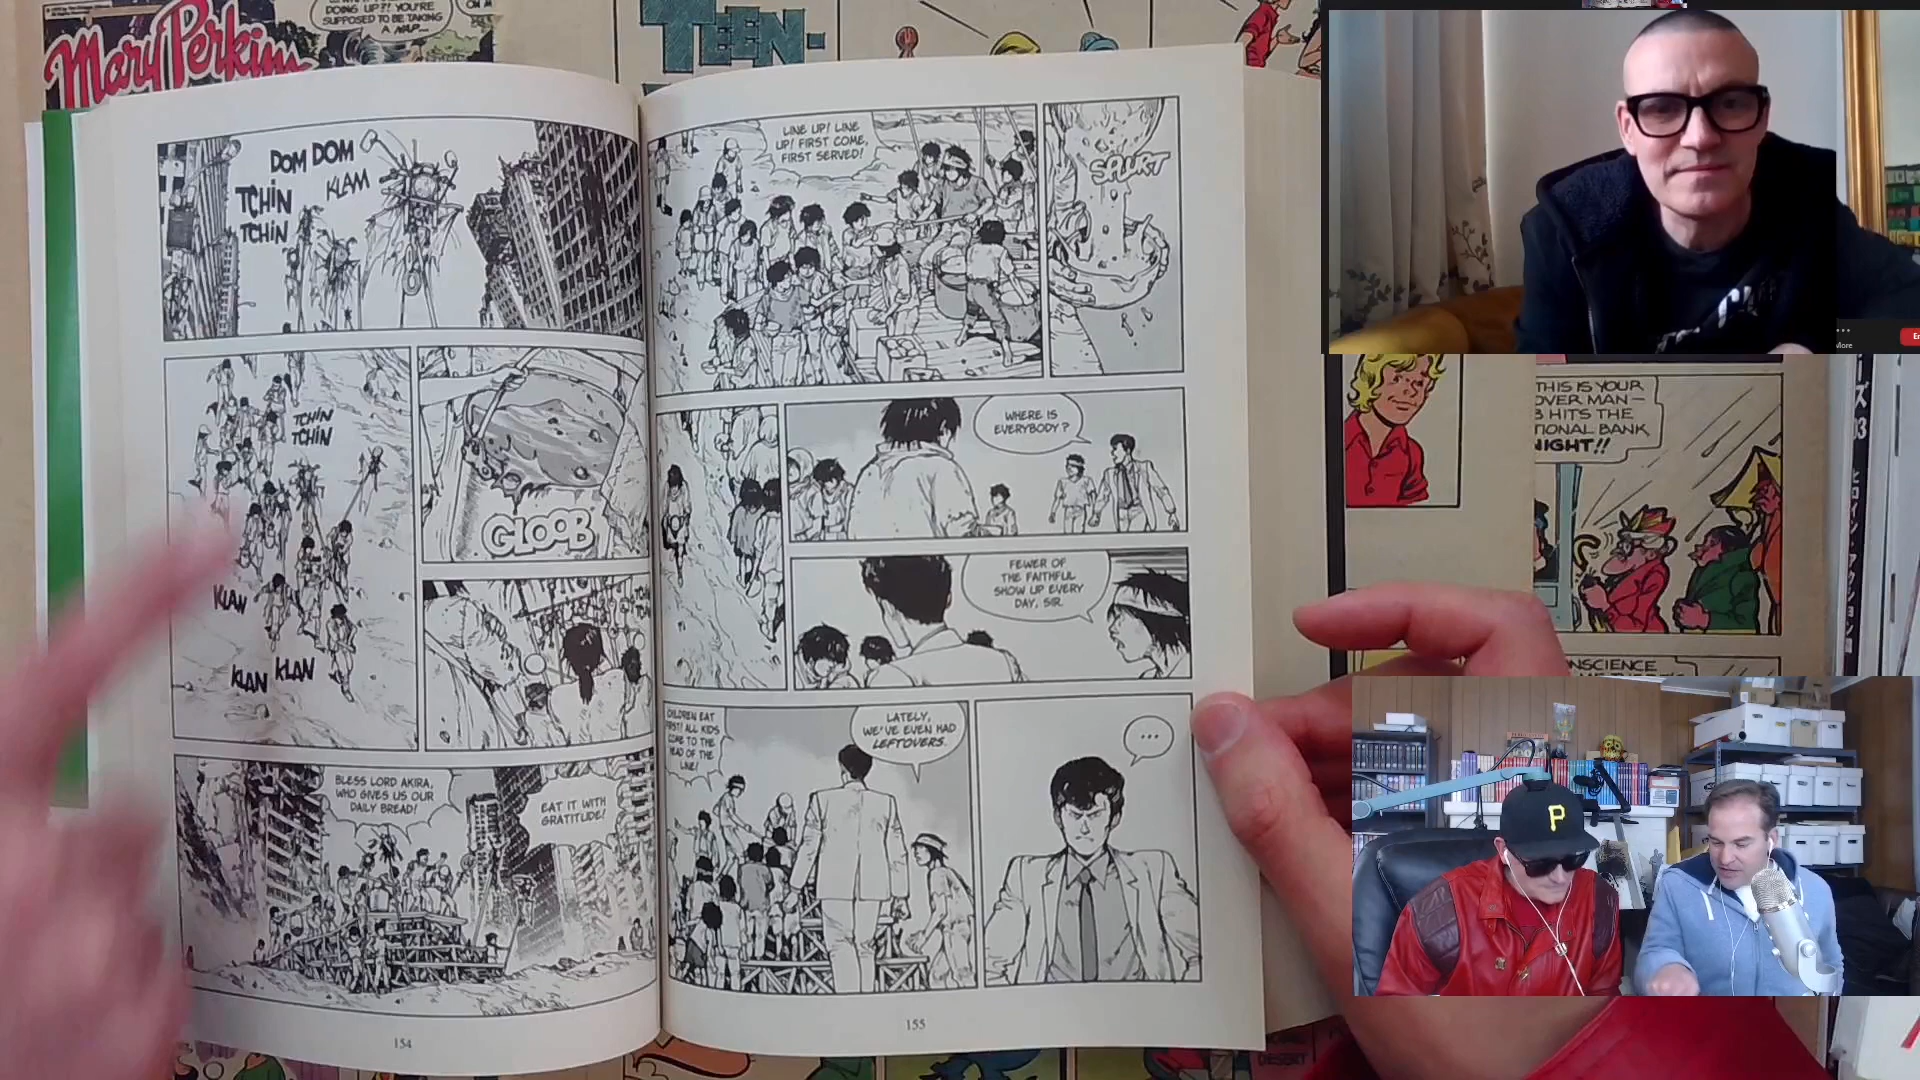 DOING UP?! YOU'RE
SUPPOSED TO BE TAKING
A NAP...
Mary Perkins
TEEN-
DOM DOM
KLAM
TCHIN
TCHIN
TCHIN
TCHIN
GLOOB
KLAN
KLAN
KLAN
BLESS LORD AKIRA,
WHO GIVES US OUR
DAILY BREAD!
EAT IT WITH
GRATITUDE!
154
LINE UP! LINE
UP! FIRST COME,
FIRST SERVED!
SPLURT
WHERE IS
EVERYBODY?
FEWER OF
THE FAITHFUL
SHOW UP EVERY
DAY, SIR.
CHILDREN EAT
FIRST! ALL KIDS
COME TO THE
HEAD OF THE
LINE!
LATELY,
WE'VE EVEN HAD
LEFTOVERS.
...
155
More
THIS IS YOUR
OVER MAN—
HITS THE
TIONAL BANK
NIGHT!!
NSCIENCE
DESERT
P